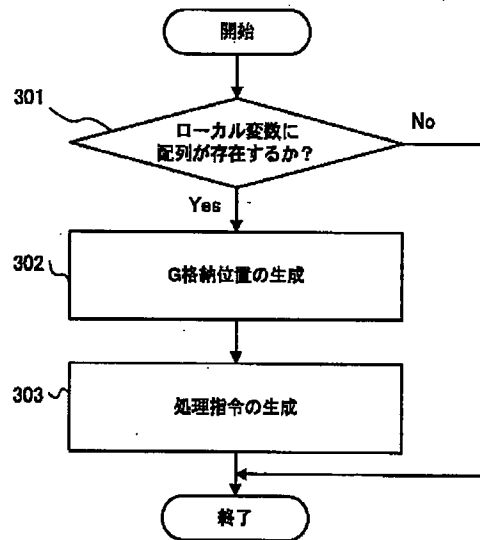 開始
301
ローカル変数に
配列が存在するか?
No
Yes
302
G格納位置の生成
303
処理指令の生成
終了